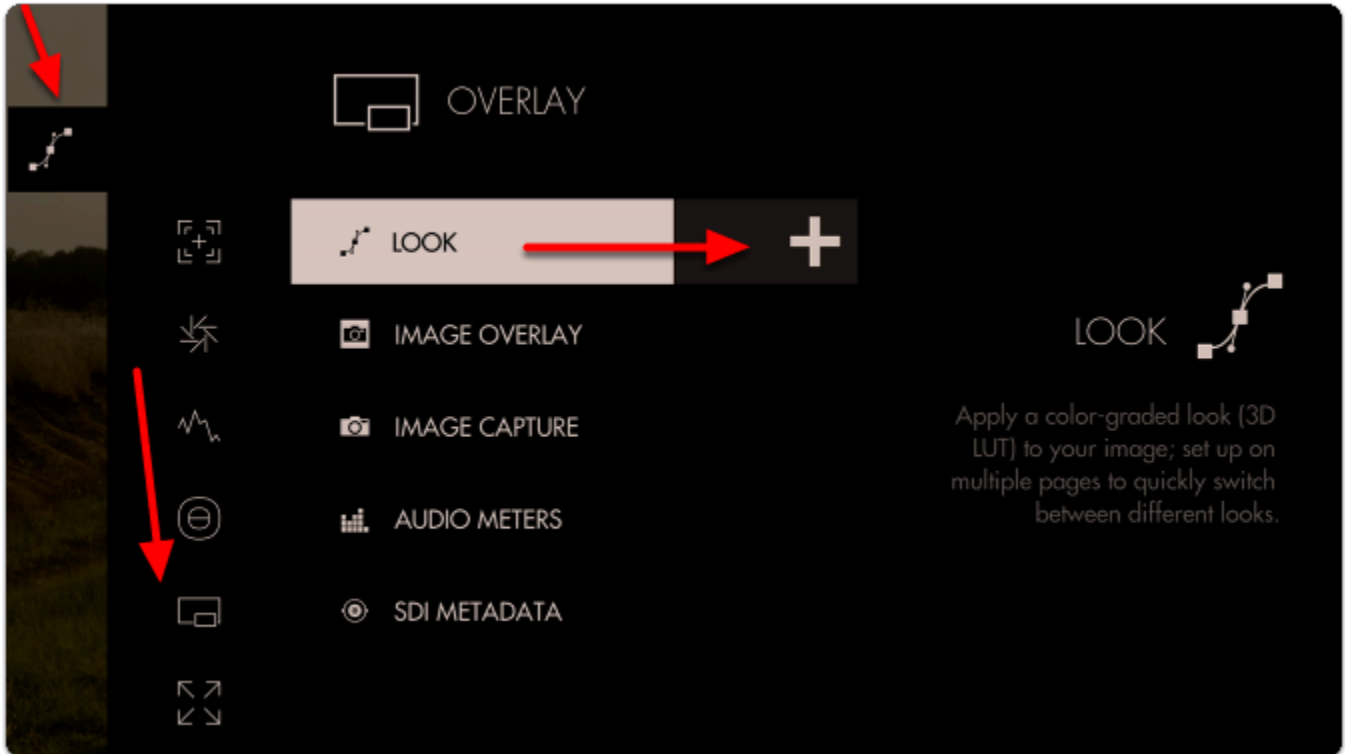 OVERLAY
LOOK
IMAGE OVERLAY
IMAGE CAPTURE
AUDIO METERS
SDI METADATA
LOOK
Apply a color-graded look (3D
LUT) to your image; set up on
multiple pages to quickly switch
between different looks.